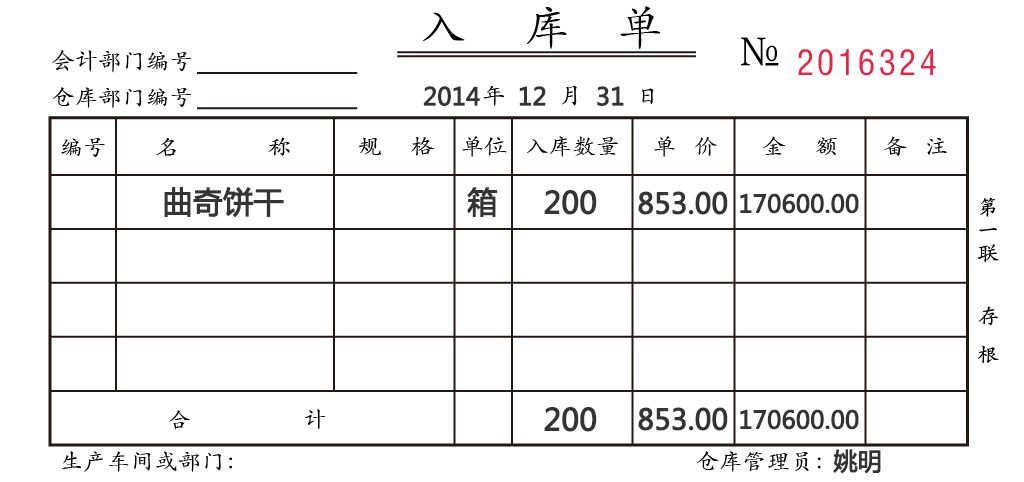 入 库 单
№ 2016324
会计部门编号
仓库部门编号
2014年 12 月 31 日
编号 名 称 规 格 单位 入库数量 单 价 金 额 备 注
曲奇饼干 箱 200 853.00 170600.00
合 计 200 853.00 170600.00
生产车间或部门： 仓库管理员：姚明
第一联 存根